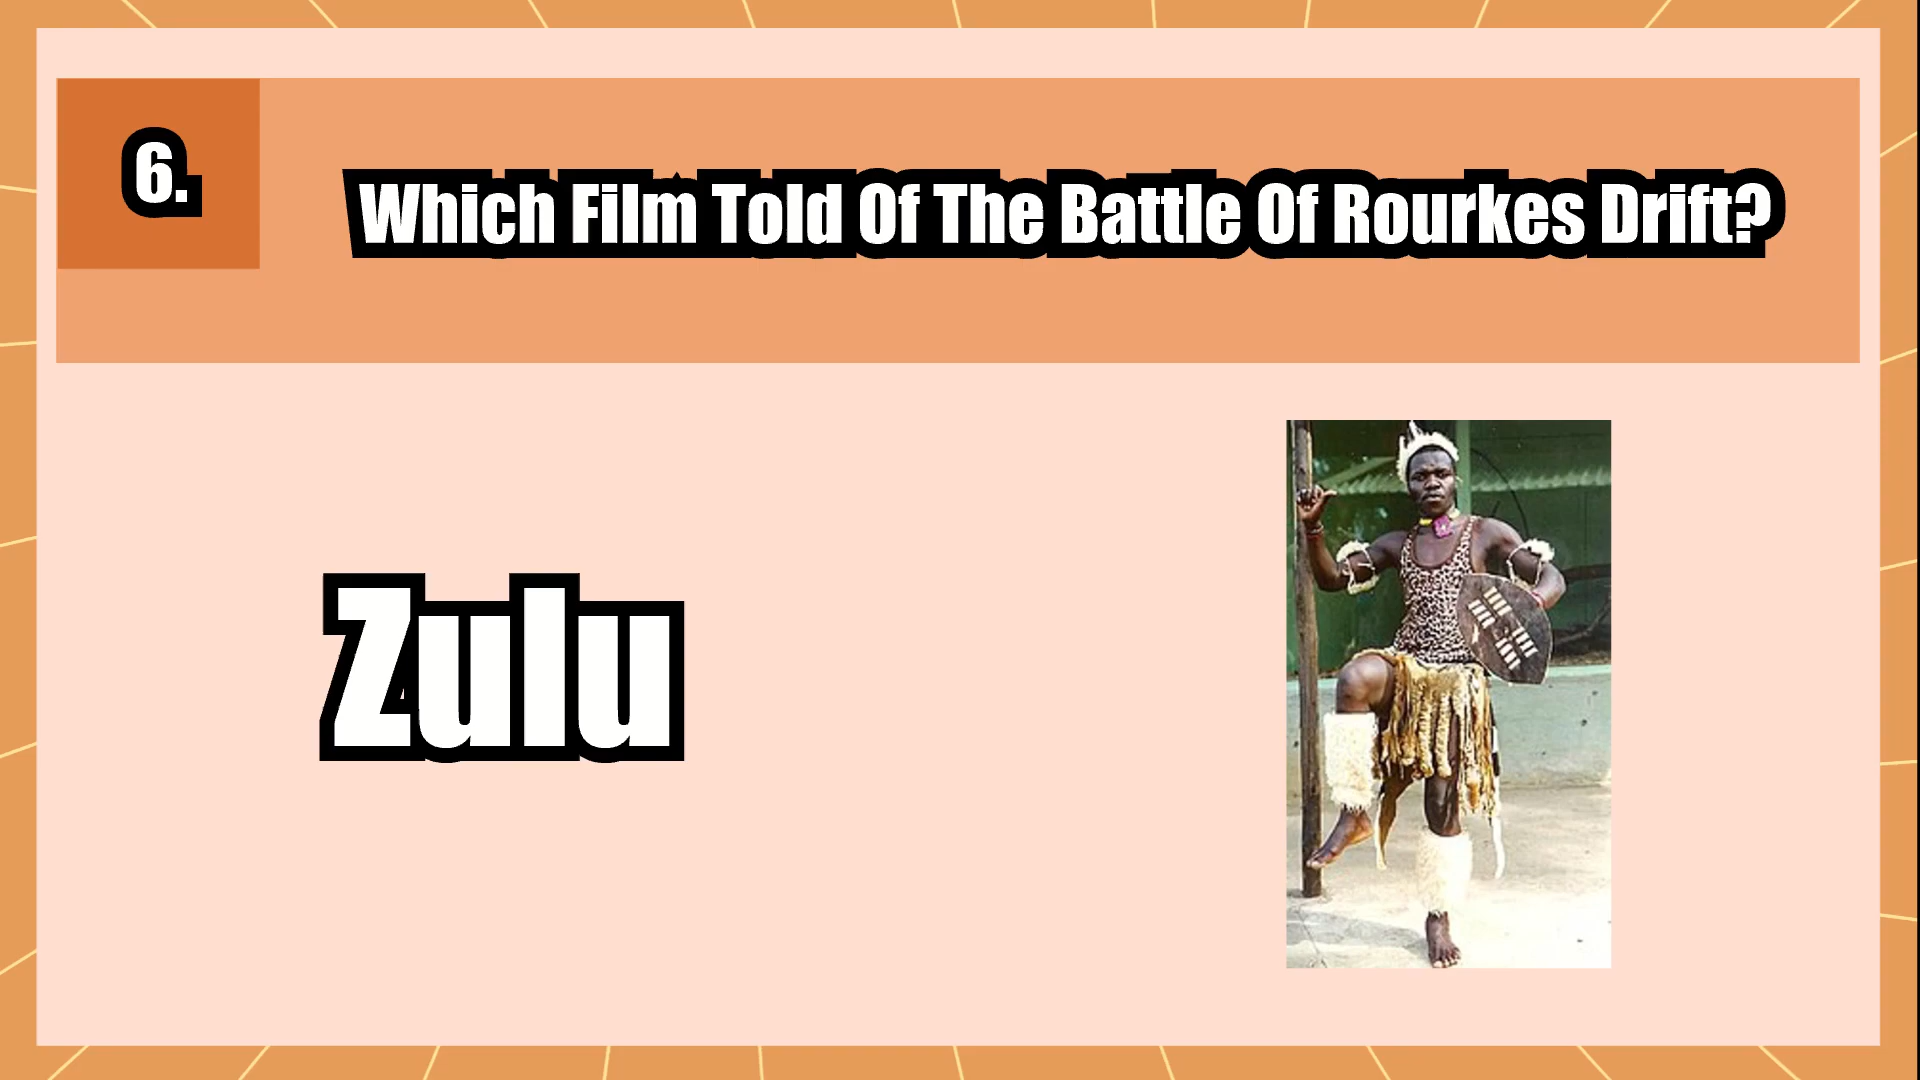 6.
Which Film Told Of The Battle Of Rourkes Drift?
Zulu